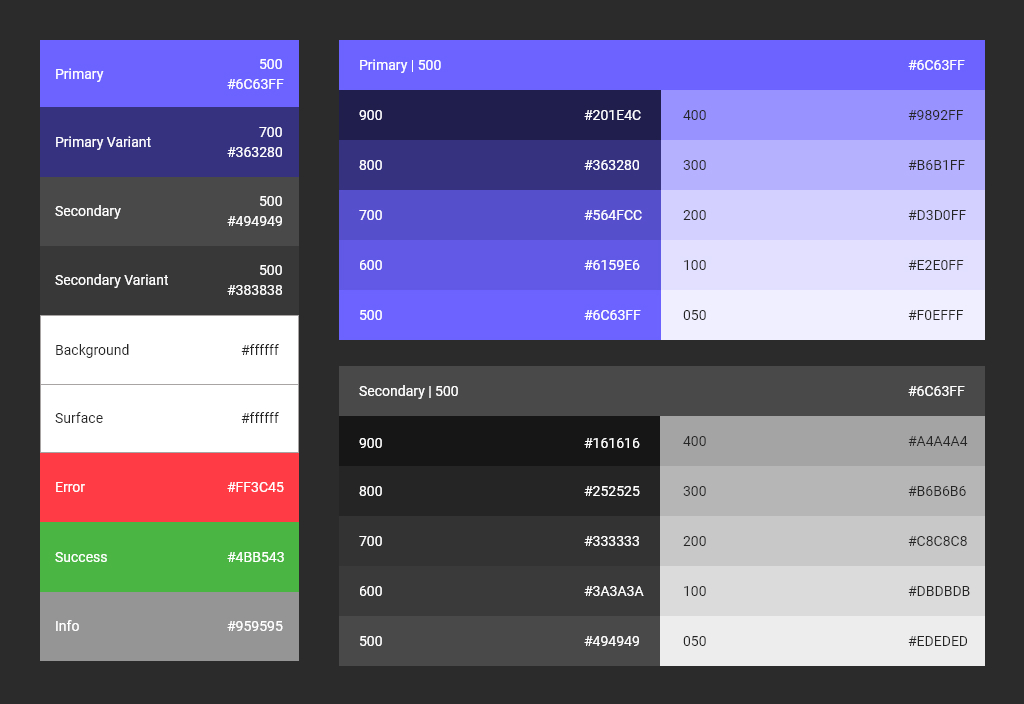 Primary
500
#6C63FF
Primary Variant
700
#363280
Secondary
500
#494949
Secondary Variant
500
#383838
Background #ffffff
Surface #ffffff
Error #FF3C45
Success #4BB543
Info #959595
Primary | 500 #6C63FF
900 #201E4C 400 #9892FF
800 #363280 300 #B6B1FF
700 #564FCC 200 #D3D0FF
600 #6159E6 100 #E2E0FF
500 #6C63FF 050 #F0EFFF
Secondary | 500 #6C63FF
900 #161616 400 #A4A4A4
800 #252525 300 #B6B6B6
700 #333333 200 #C8C8C8
600 #3A3A3A 100 #DBDBDB
500 #494949 050 #EDEDED